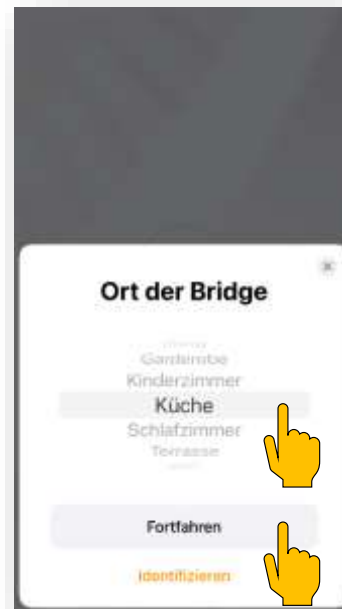 Ort der Bridge
Garderobe
Kinderzimmer
Küche
Schlafzimmer
Terrasse
Fortfahren
Identifizieren